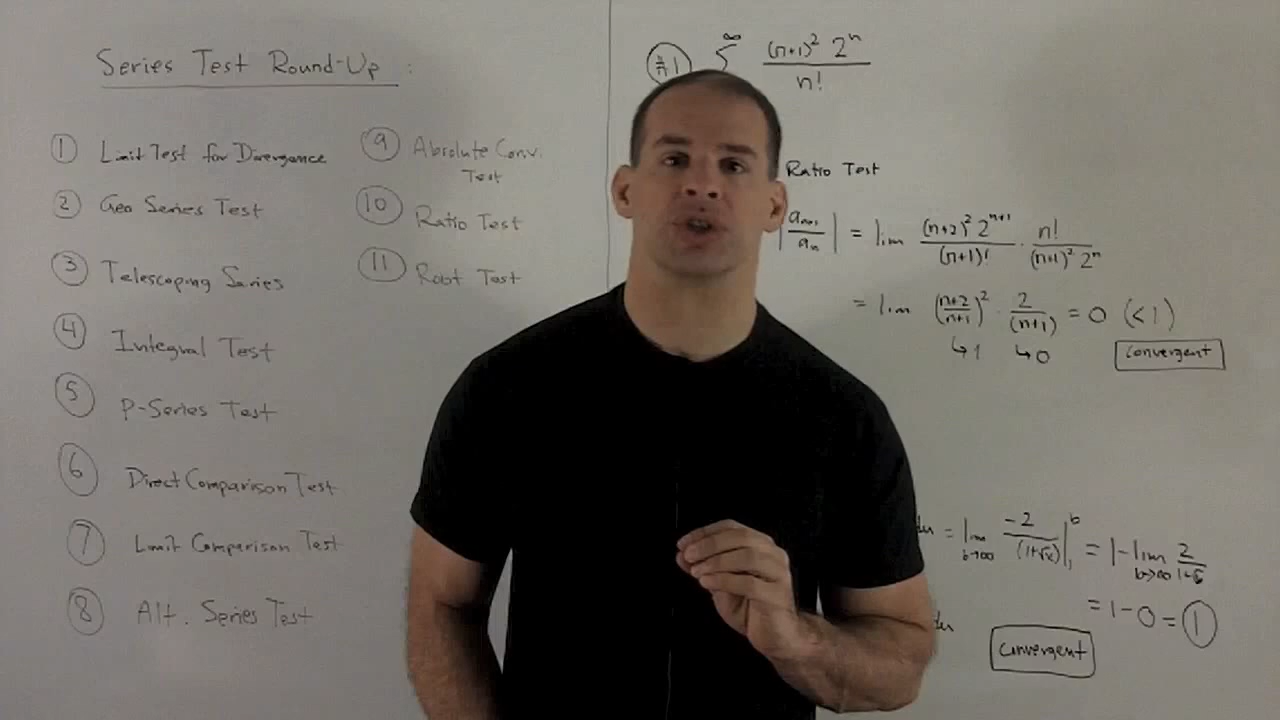 Series Test Round-Up :
① Limit Test for Divergence
② Geo Series Test
③ Telescoping Series
④ Integral Test
⑤ P-Series Test
⑥ Direct Comparison Test
⑦ Limit Comparison Test
⑧ Alt. Series Test
⑨ Absolute Conv.
Test
⑩ Ratio Test
⑪ Root Test
#1 ∑^∞ (n+1)² 2ⁿ / n!
Ratio Test
|aₙ₊₁/aₙ| = lim (n+2)² 2ⁿ⁺¹ / (n+1)! · n! / (n+1)² 2ⁿ
= lim (n+2/n+1)² · 2/(n+1) = 0 (<1)
↳1 ↳0
Convergent
= lim b→∞ -2/(1+√x) |₁ᵇ = 1-lim b→∞ 2/
= 1-0 = ①
Convergent